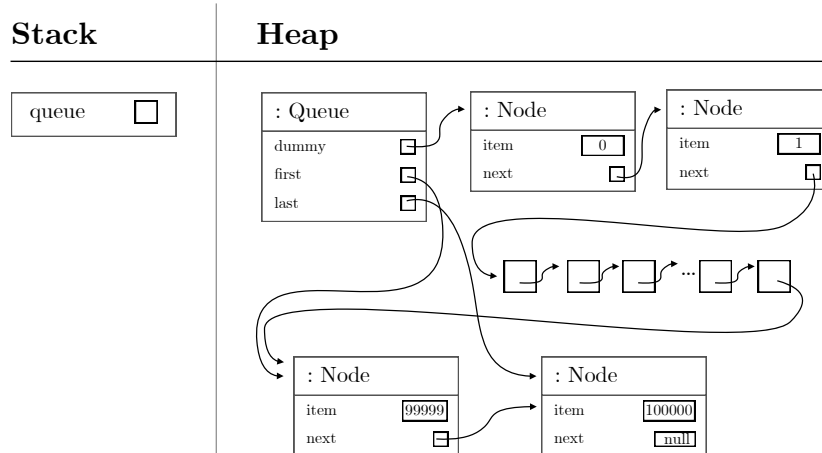 Stack
Heap
queue
: Queue
dummy
first
last
: Node
item 0
next
: Node
item 1
next
...
: Node
item 99999
next
: Node
item 100000
next null